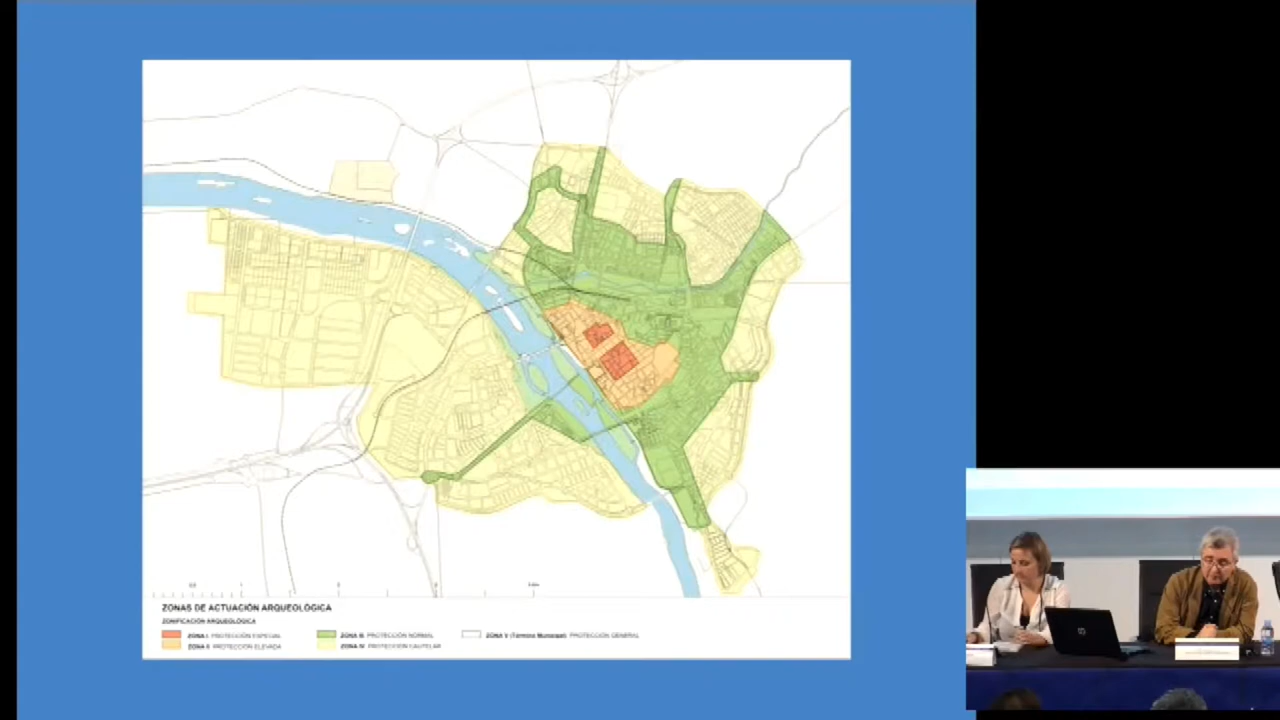 ZONAS DE ACTUACIÓN ARQUEOLÓGICA
ZONIFICACIÓN ARQUEOLÓGICA
ZONA I PROTECCIÓN ESPECIAL
ZONA II PROTECCIÓN ELEVADA
ZONA III PROTECCIÓN NORMAL
ZONA IV PROTECCIÓN CAUTELAR
ZONA V (Término Municipal) PROTECCIÓN GENERAL